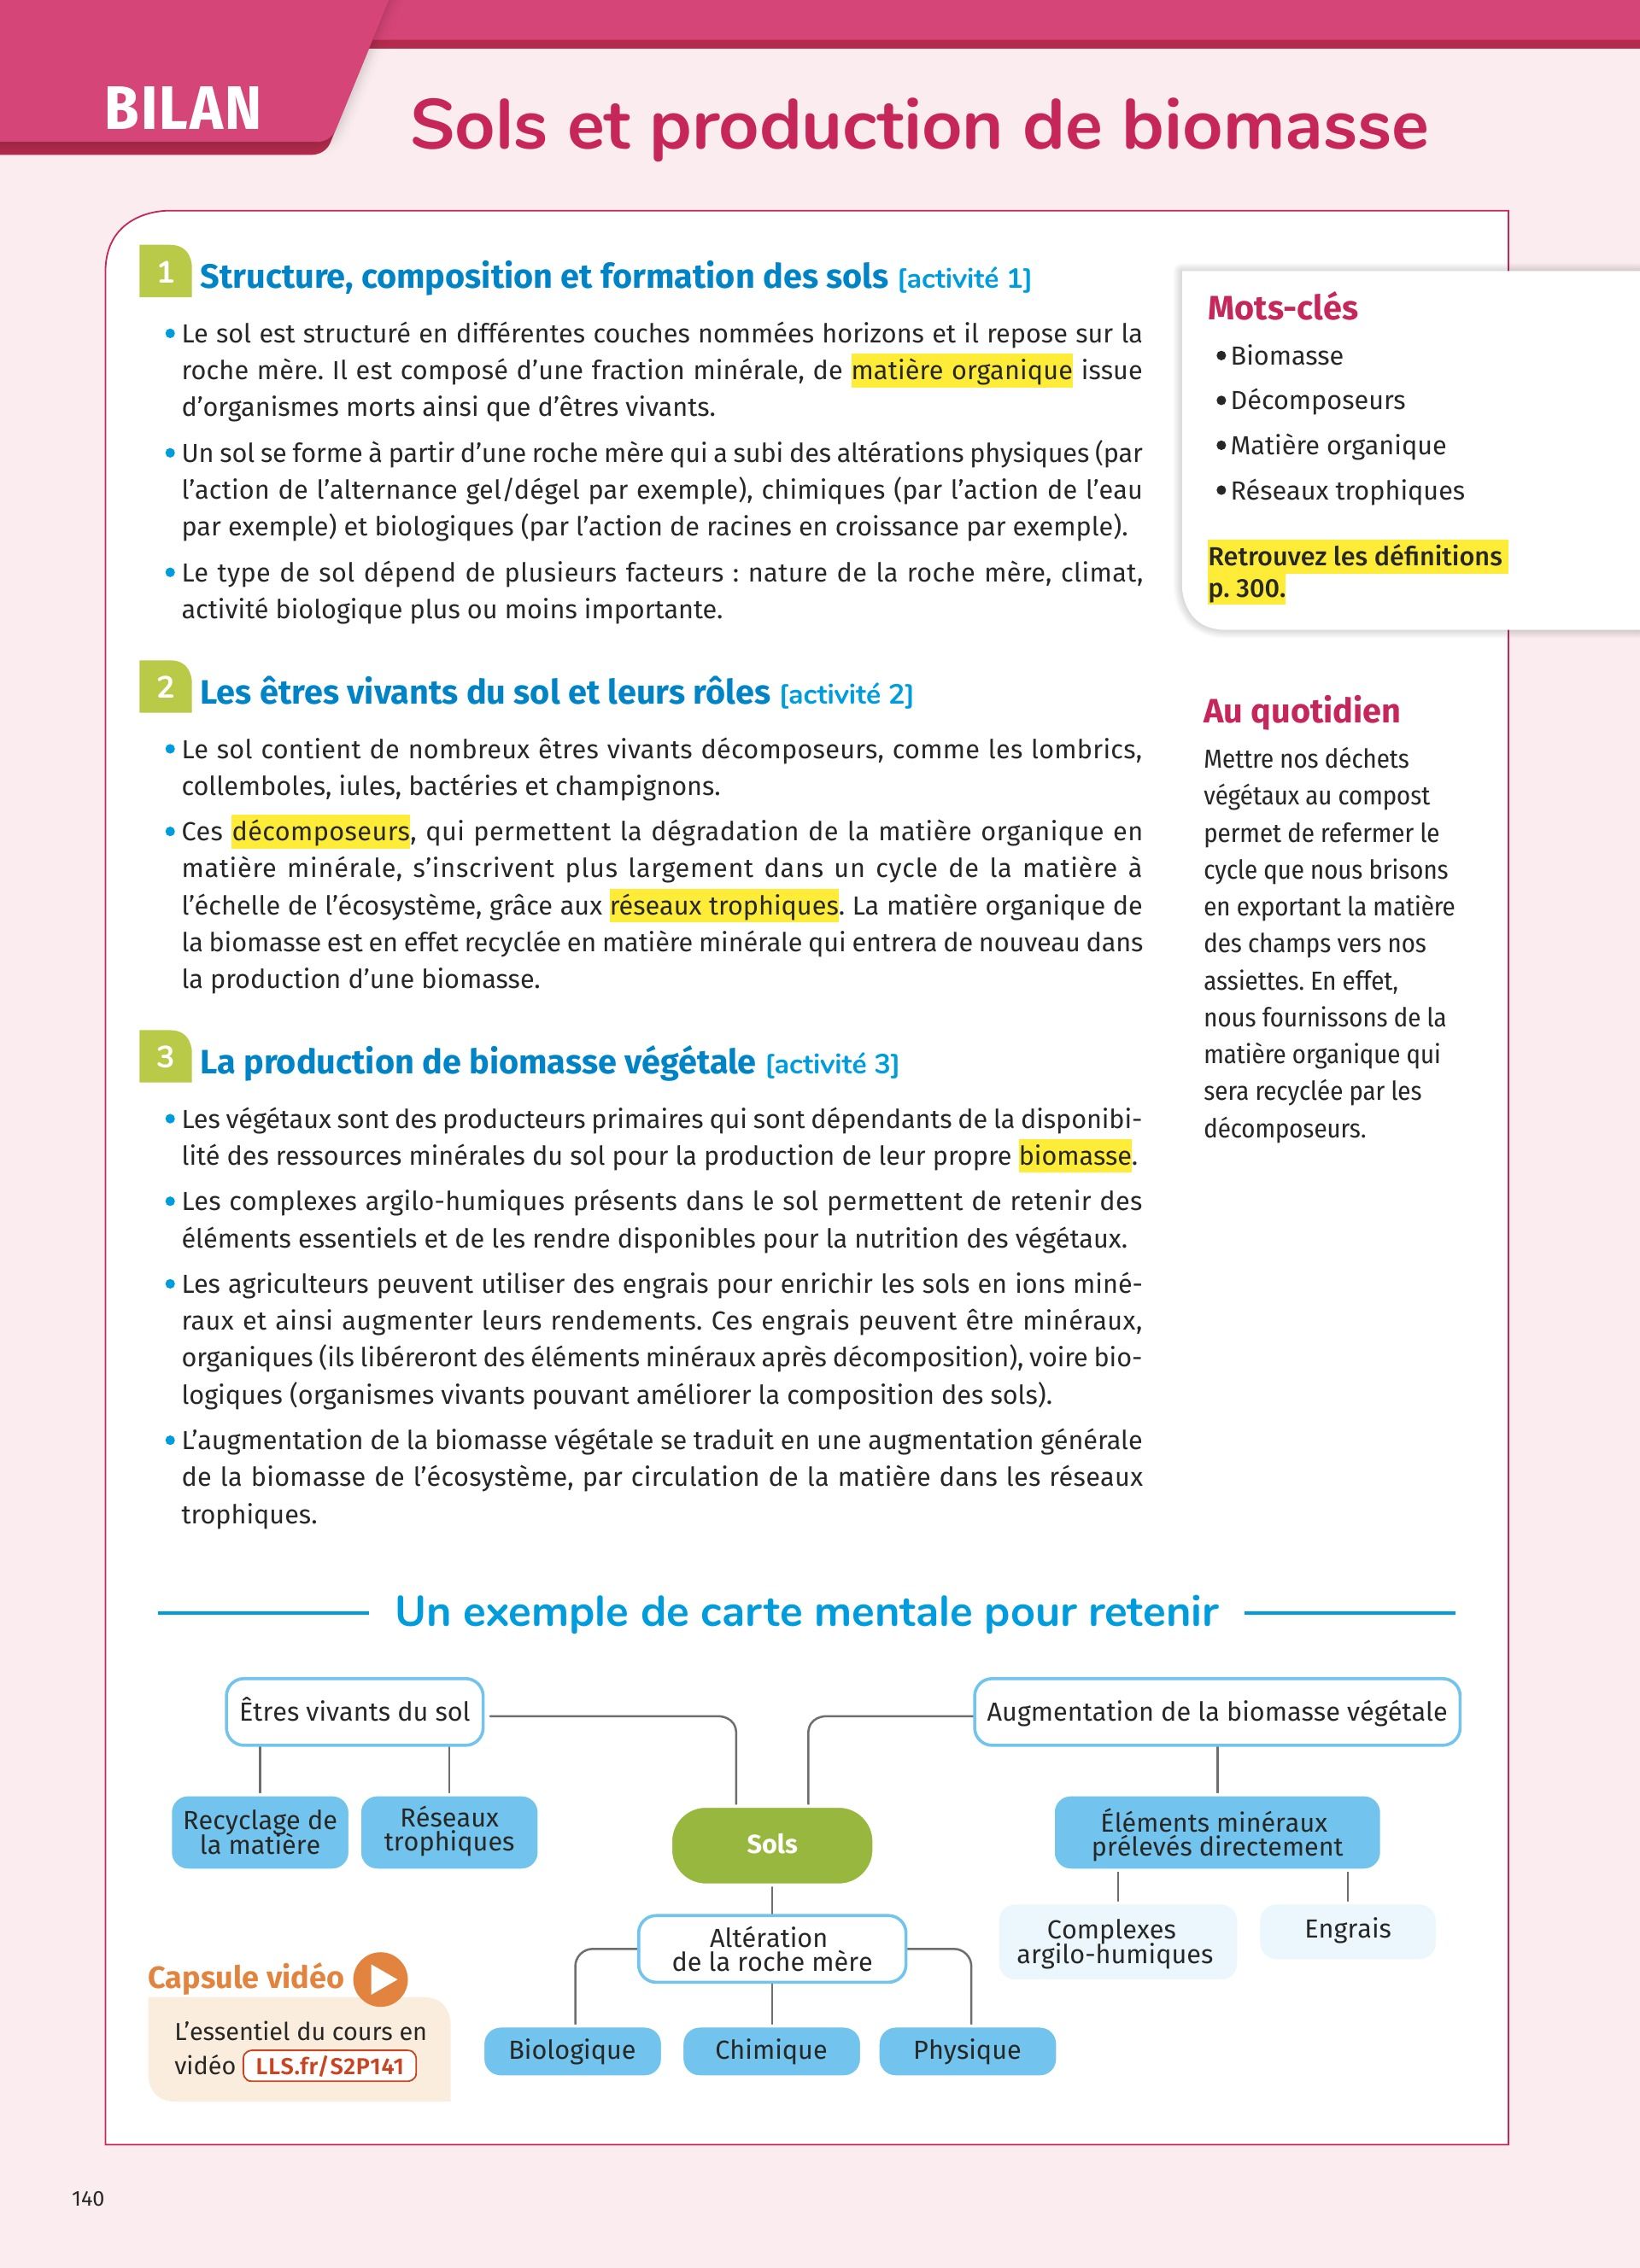 BILAN
Sols et production de biomasse
1 Structure, composition et formation des sols [activité 1]
• Le sol est structuré en différentes couches nommées horizons et il repose sur la
roche mère. Il est composé d’une fraction minérale, de matière organique issue
d’organismes morts ainsi que d’êtres vivants.
• Un sol se forme à partir d’une roche mère qui a subi des altérations physiques (par
l’action de l’alternance gel/dégel par exemple), chimiques (par l’action de l’eau
par exemple) et biologiques (par l’action de racines en croissance par exemple).
• Le type de sol dépend de plusieurs facteurs : nature de la roche mère, climat,
activité biologique plus ou moins importante.
2 Les êtres vivants du sol et leurs rôles [activité 2]
• Le sol contient de nombreux êtres vivants décomposeurs, comme les lombrics,
collemboles, iules, bactéries et champignons.
• Ces décomposeurs, qui permettent la dégradation de la matière organique en
matière minérale, s’inscrivent plus largement dans un cycle de la matière à
l’échelle de l’écosystème, grâce aux réseaux trophiques. La matière organique de
la biomasse est en effet recyclée en matière minérale qui entrera de nouveau dans
la production d’une biomasse.
3 La production de biomasse végétale [activité 3]
• Les végétaux sont des producteurs primaires qui sont dépendants de la disponibi-
lité des ressources minérales du sol pour la production de leur propre biomasse.
• Les complexes argilo-humiques présents dans le sol permettent de retenir des
éléments essentiels et de les rendre disponibles pour la nutrition des végétaux.
• Les agriculteurs peuvent utiliser des engrais pour enrichir les sols en ions miné-
raux et ainsi augmenter leurs rendements. Ces engrais peuvent être minéraux,
organiques (ils libéreront des éléments minéraux après décomposition), voire bio-
logiques (organismes vivants pouvant améliorer la composition des sols).
• L’augmentation de la biomasse végétale se traduit en une augmentation générale
de la biomasse de l’écosystème, par circulation de la matière dans les réseaux
trophiques.
Mots-clés
• Biomasse
• Décomposeurs
• Matière organique
• Réseaux trophiques
Retrouvez les définitions
p. 300.
Au quotidien
Mettre nos déchets
végétaux au compost
permet de refermer le
cycle que nous brisons
en exportant la matière
des champs vers nos
assiettes. En effet,
nous fournissons de la
matière organique qui
sera recyclée par les
décomposeurs.
Un exemple de carte mentale pour retenir
Êtres vivants du sol
Augmentation de la biomasse végétale
Recyclage de
la matière
Réseaux
trophiques
Sols
Éléments minéraux
prélevés directement
Complexes
argilo-humiques
Engrais
Altération
de la roche mère
Biologique
Chimique
Physique
Capsule vidéo
L’essentiel du cours en
vidéo LLS.fr/S2P141
140